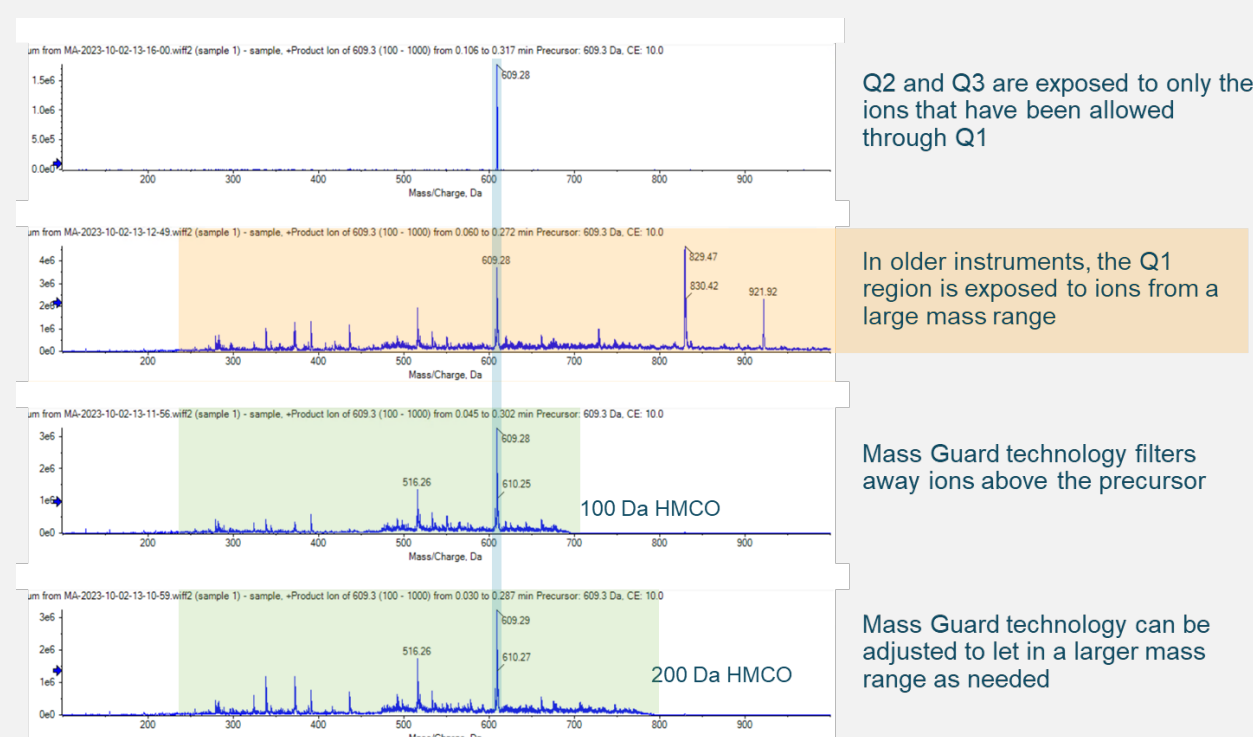 um from MA-2023-10-02-13-16-00.wiff2 (sample 1) - sample, +Product Ion of 609.3 (100 - 1000) from 0.106 to 0.317 min Precursor: 609.3 Da, CE: 10.0
609.28
1.5e6
1.0e6
5.0e5
0.0e0
200 300 400 500 600 700 800 900
Mass/Charge, Da
Q2 and Q3 are exposed to only the
ions that have been allowed
through Q1
um from MA-2023-10-02-13-12-49.wiff2 (sample 1) - sample, +Product Ion of 609.3 (100 - 1000) from 0.060 to 0.272 min Precursor: 609.3 Da, CE: 10.0
4e6
3e6
2e6
1e6
0e0
609.28
829.47
830.42
921.92
200 300 400 500 600 700 800 900
Mass/Charge, Da
In older instruments, the Q1
region is exposed to ions from a
large mass range
um from MA-2023-10-02-13-11-56.wiff2 (sample 1) - sample, +Product Ion of 609.3 (100 - 1000) from 0.045 to 0.302 min Precursor: 609.3 Da, CE: 10.0
3e6
2e6
1e6
0e0
609.28
516.26
610.25
100 Da HMCO
200 300 400 500 600 700 800 900
Mass/Charge, Da
Mass Guard technology filters
away ions above the precursor
um from MA-2023-10-02-13-10-59.wiff2 (sample 1) - sample, +Product Ion of 609.3 (100 - 1000) from 0.030 to 0.287 min Precursor: 609.3 Da, CE: 10.0
3e6
2e6
1e6
0e0
609.29
516.26
610.27
200 Da HMCO
200 300 400 500 600 700 800 900
Mass/Charge, Da
Mass Guard technology can be
adjusted to let in a larger mass
range as needed